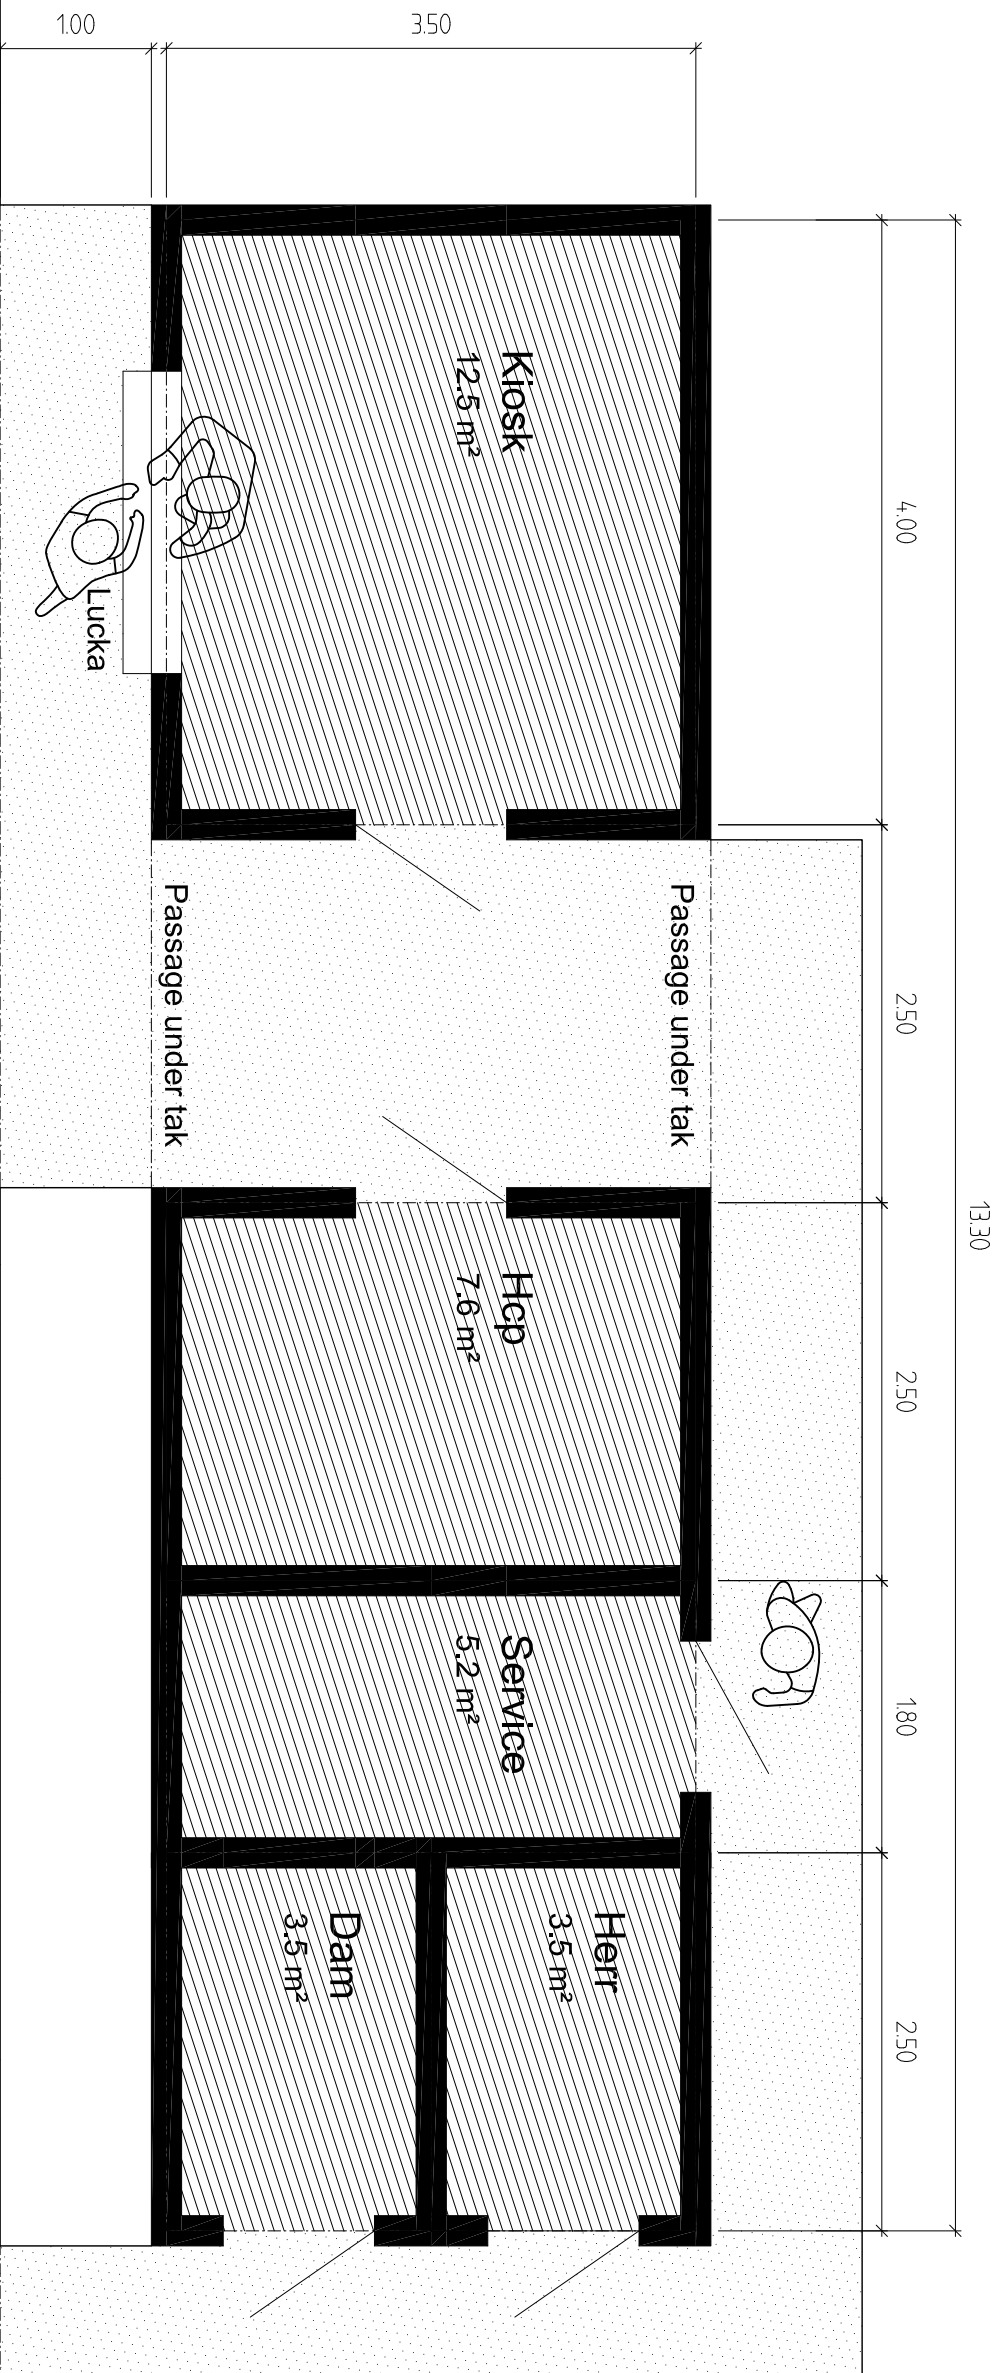 1.00
3.50
13.30
4.00
2.50
2.50
1.80
2.50
Kiosk
12.5 m²
Lucka
Passage under tak
Passage under tak
Hcp
7.6 m²
Service
5.2 m²
Herr
3.5 m²
Dam
3.5 m²